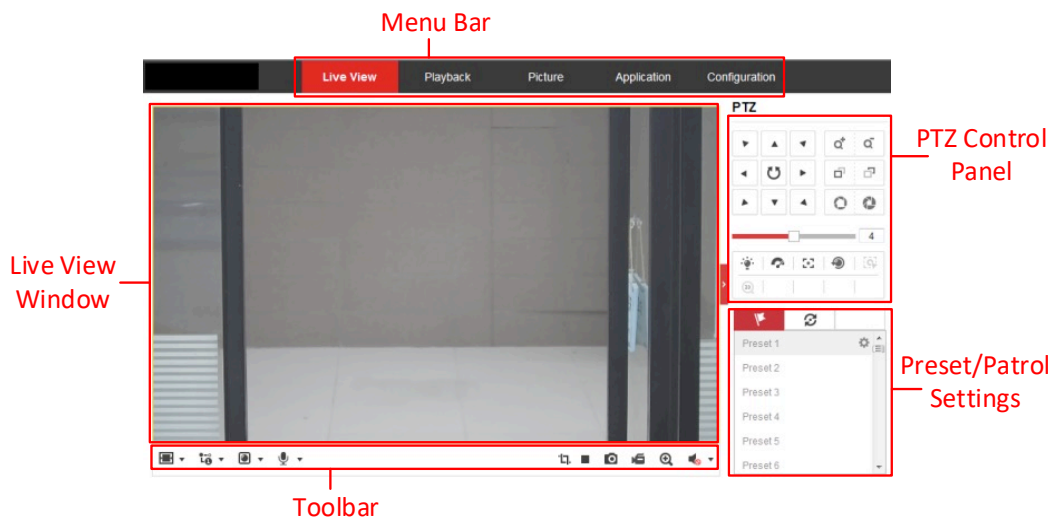 Menu Bar
Live View
Playback
Picture
Application
Configuration
PTZ
PTZ Control
Panel
4
Live View
Window
Preset 1
Preset 2
Preset 3
Preset 4
Preset 5
Preset 6
Preset/Patrol
Settings
Toolbar